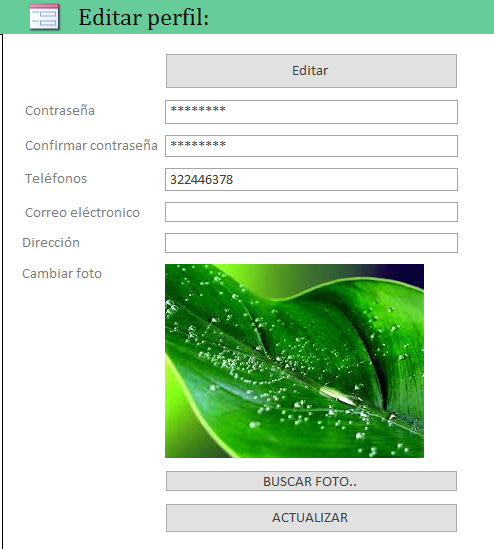 Editar perfil:
Editar
Contraseña ********
Confirmar contraseña ********
Teléfonos 322446378
Correo eléctronico
Dirección
Cambiar foto
BUSCAR FOTO..
ACTUALIZAR